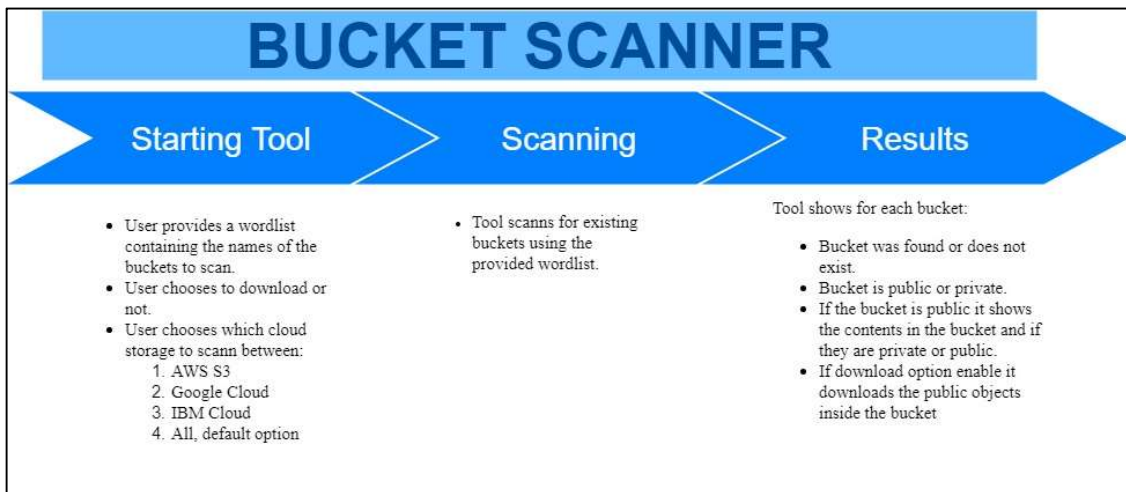 BUCKET SCANNER
Starting Tool
Scanning
Results
• User provides a wordlist
containing the names of the
buckets to scan.
• User chooses to download or
not.
• User chooses which cloud
storage to scann between:
1. AWS S3
2. Google Cloud
3. IBM Cloud
4. All, default option
• Tool scanns for existing
buckets using the
provided wordlist.
Tool shows for each bucket:
• Bucket was found or does not
exist.
• Bucket is public or private.
• If the bucket is public it shows
the contents in the bucket and if
they are private or public.
• If download option enable it
downloads the public objects
inside the bucket